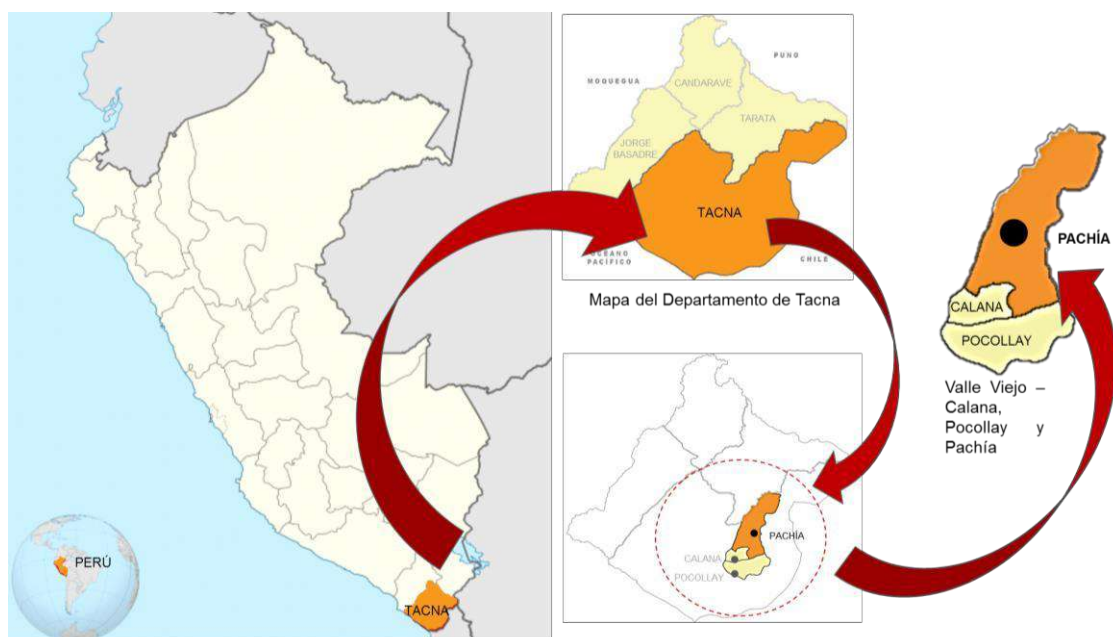 PERÚ
TACNA
MOQUEGUA
PUNO
CANDARAVE
TARATA
JORGE
BASADRE
TACNA
OCÉANO
PACÍFICO
CHILE
Mapa del Departamento de Tacna
PACHÍA
CALANA
POCOLLAY
PACHÍA
CALANA
POCOLLAY
Valle Viejo –
Calana,
Pocollay y
Pachía